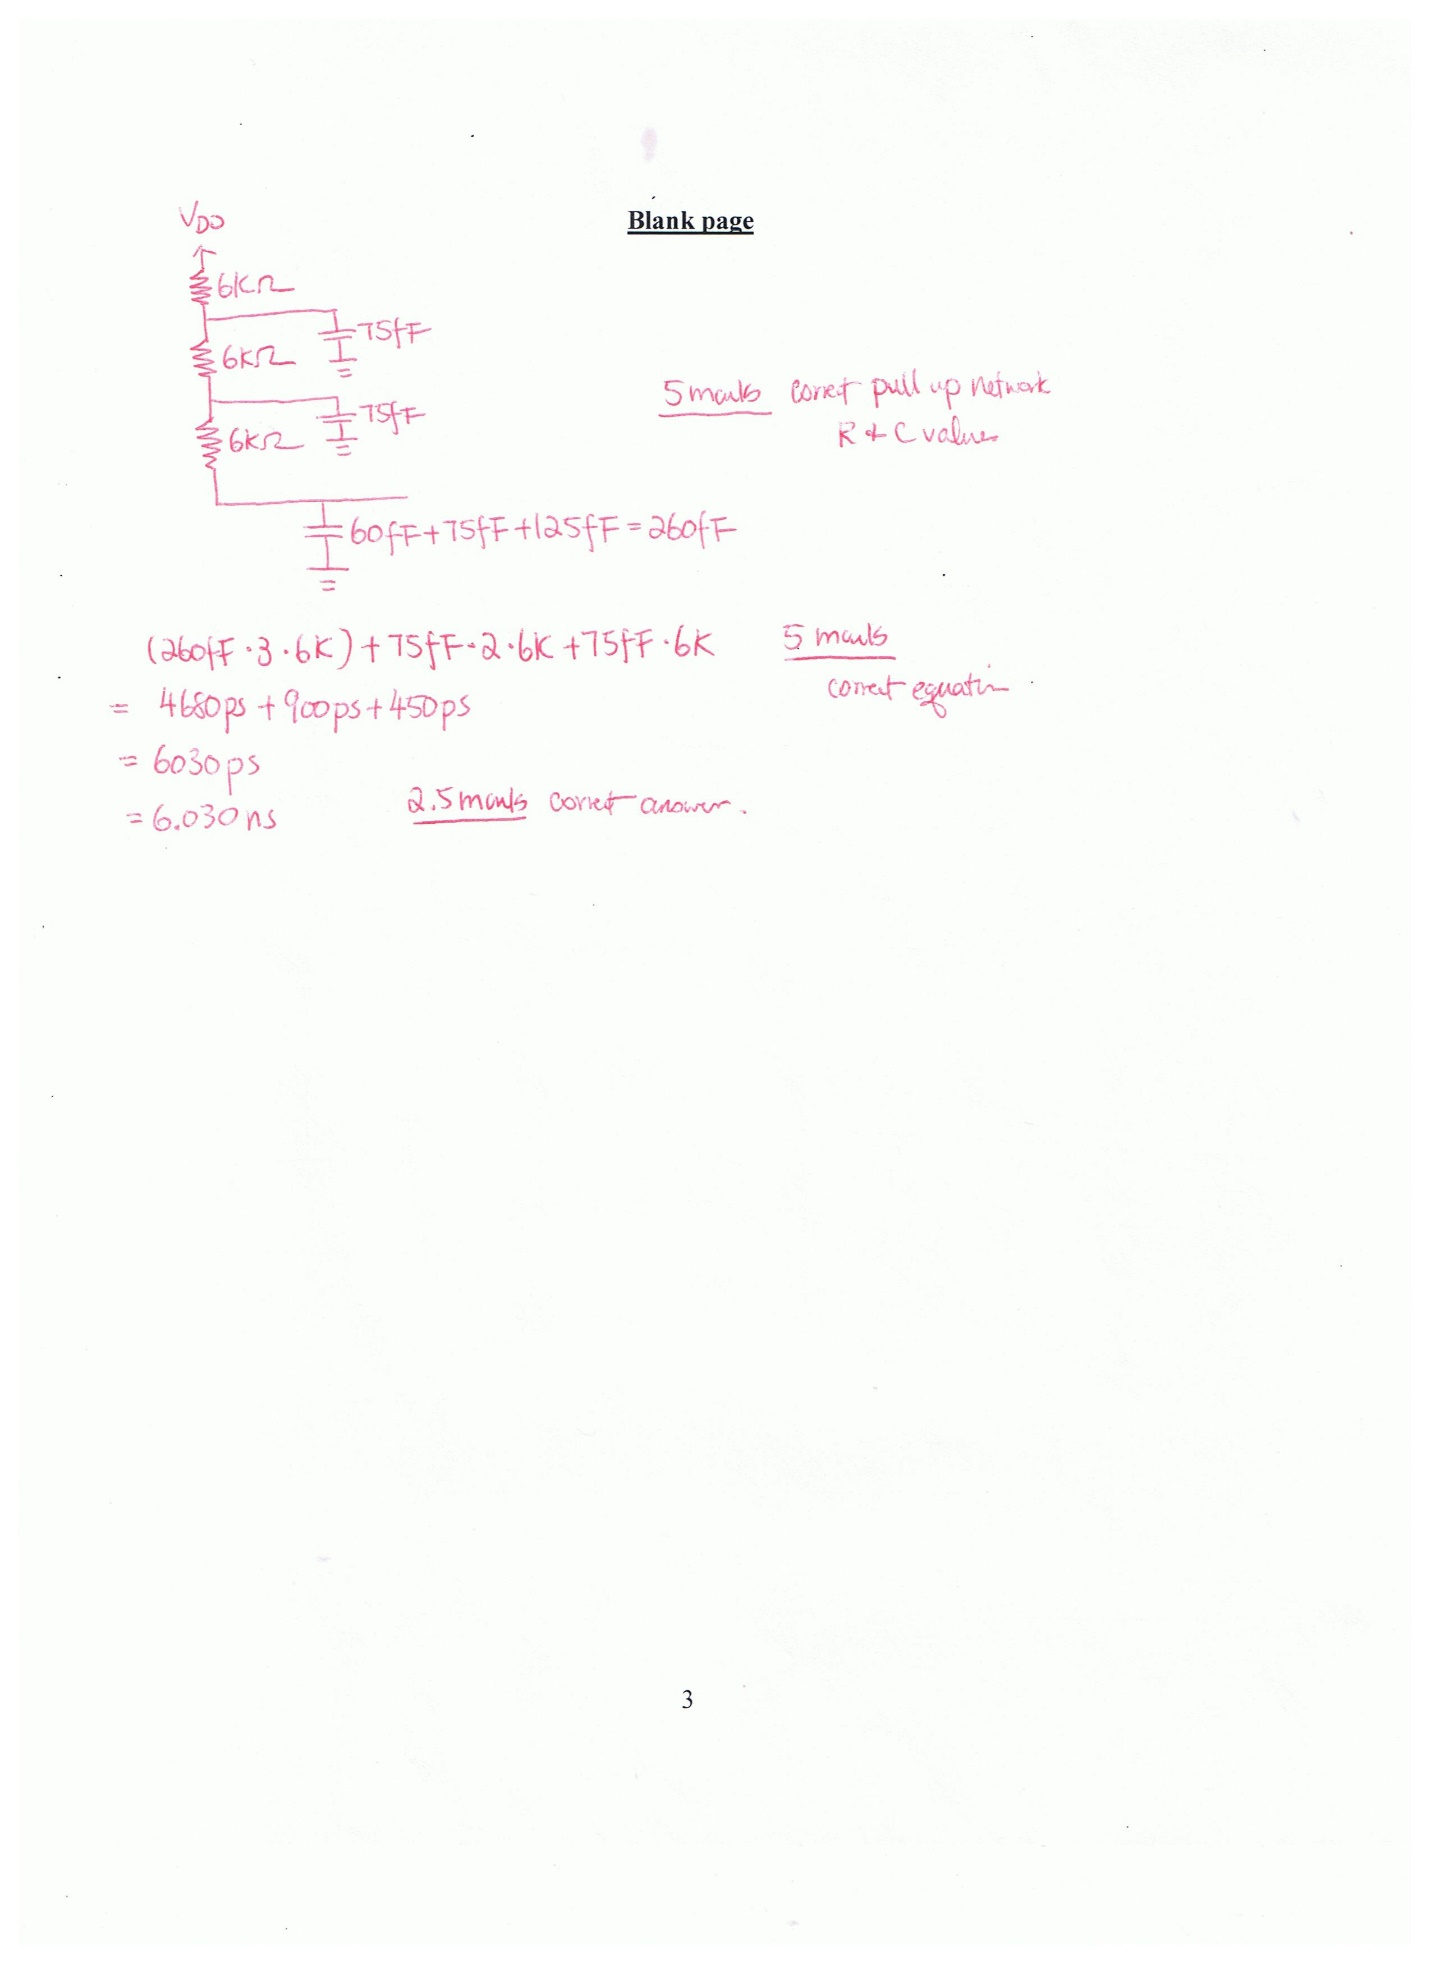 Blank page
VDD
6KΩ
75fF
6KΩ
75fF
6KΩ
5 marks correct pull up network
R & C values
60fF+75fF+125fF=260fF
(260fF·3·6K)+75fF·2·6K+75fF·6K
5 marks
correct equation
= 4680ps+900ps+450ps
= 6030ps
= 6.030ns
2.5 marks correct answer.
3